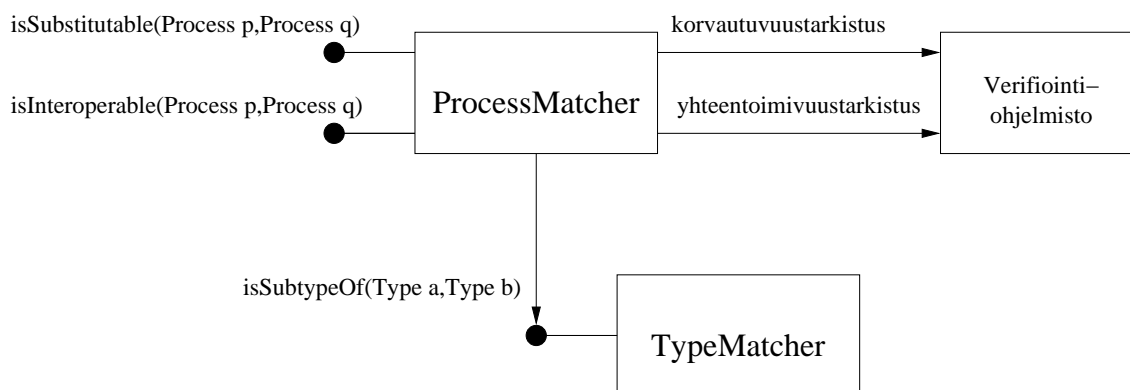 isSubstitutable(Process p,Process q)
korvautuvuustarkistus
isInteroperable(Process p,Process q)
ProcessMatcher
yhteentoimivuustarkistus
Verifiointi−
ohjelmisto
isSubtypeOf(Type a,Type b)
TypeMatcher